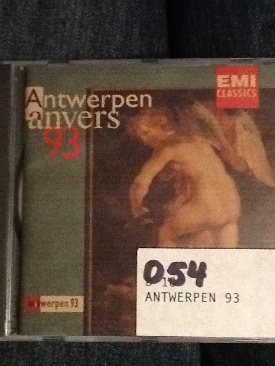 EMI
CLASSICS
Antwerpen
anvers
93
antwerpen 93
054
ANTWERPEN 93